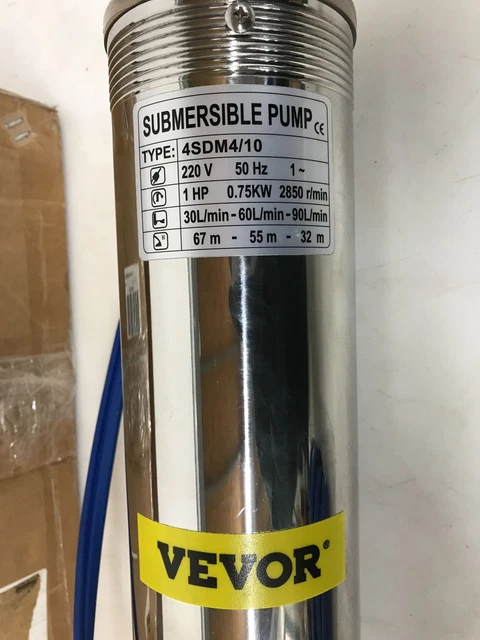 SUBMERSIBLE PUMP CE
TYPE: 4SDM4/10
220 V 50 Hz 1~
1 HP 0.75KW 2850 r/min
30L/min-60L/min-90L/min
67 m - 55 m - 32 m
VEVOR®